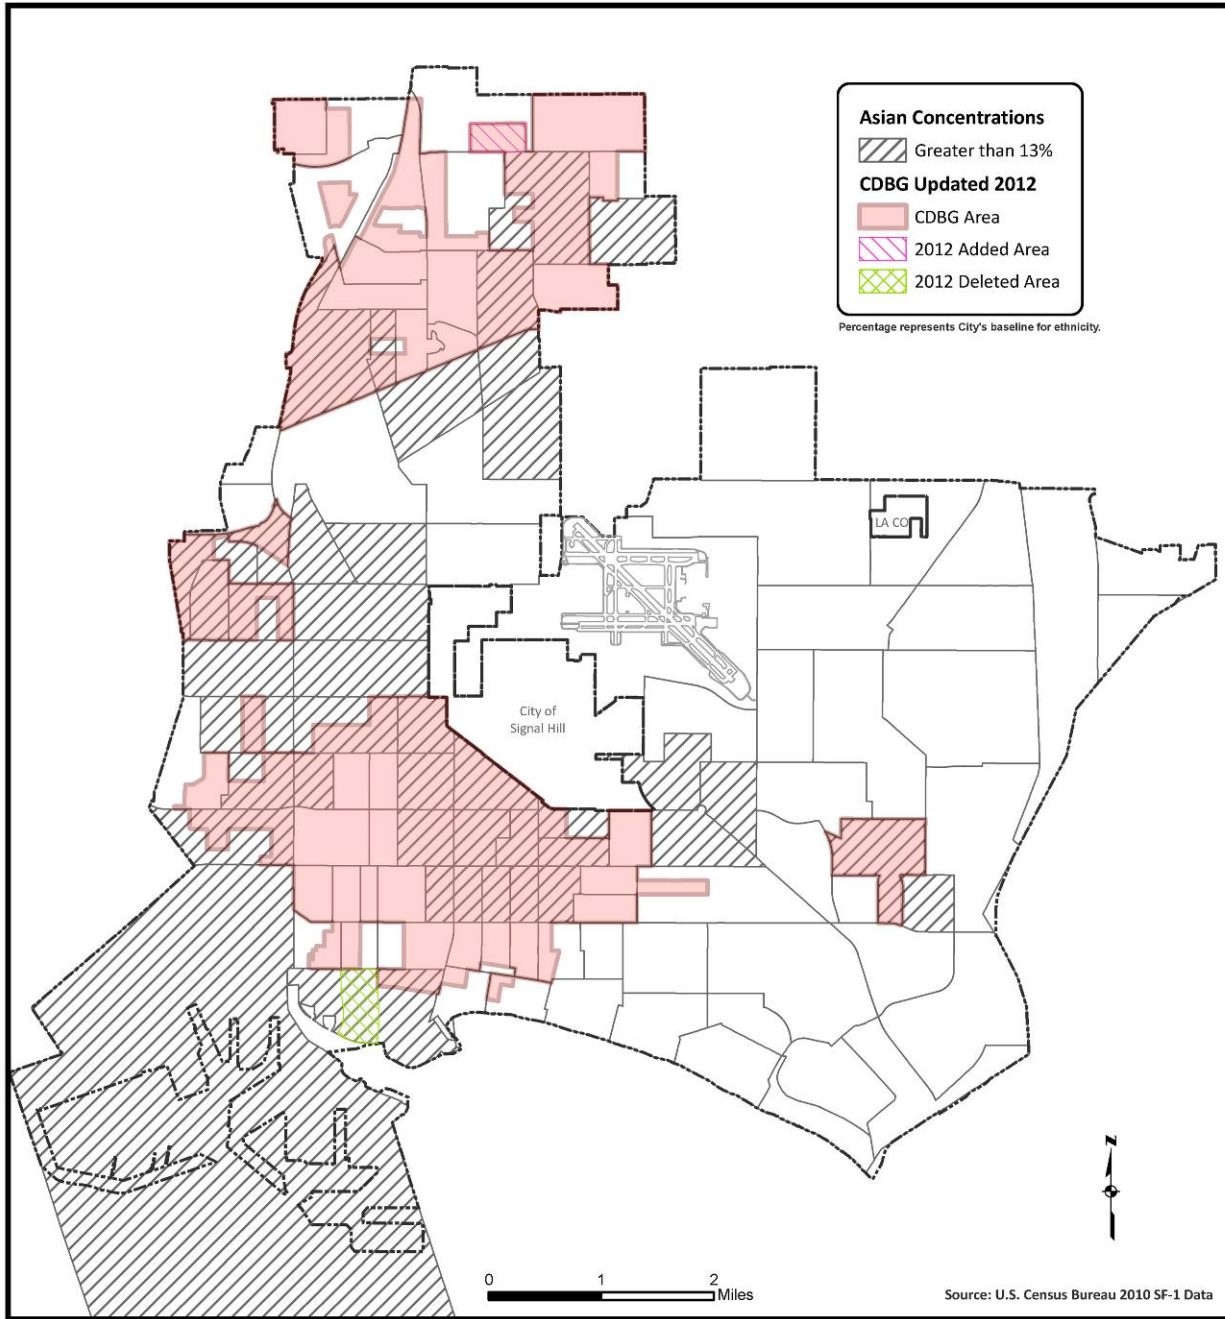 Asian Concentrations
Greater than 13%
CDBG Updated 2012
CDBG Area
2012 Added Area
2012 Deleted Area
Percentage represents City's baseline for ethnicity.
LA CO
City of
Signal Hill
N
0 1 2
Miles
Source: U.S. Census Bureau 2010 SF-1 Data